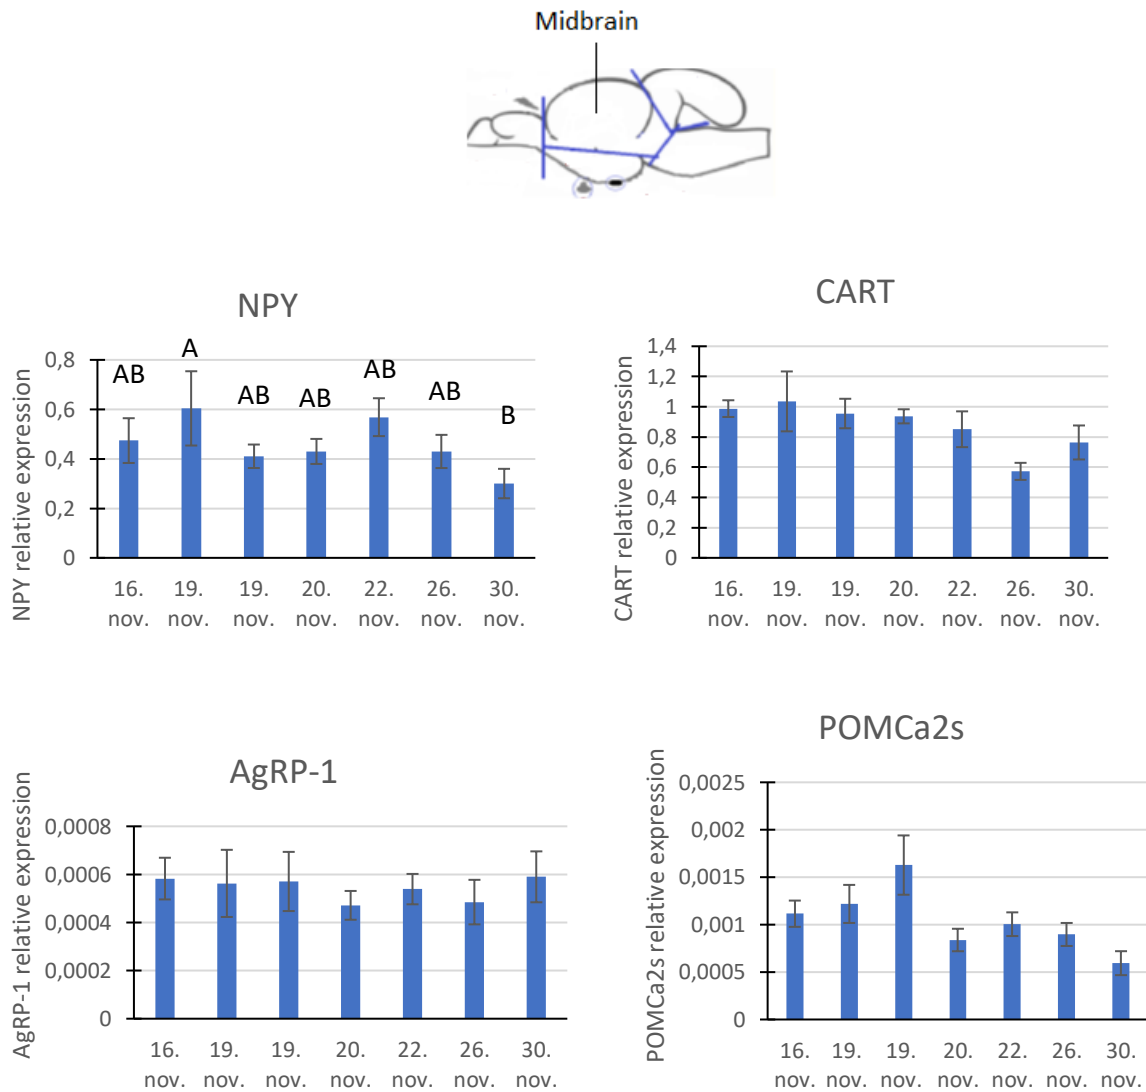 Midbrain
NPY
NPY relative expression
0,8
0,6
0,4
0,2
0
AB
A
AB
AB
AB
AB
B
16. 19. 19. 20. 22. 26. 30.
nov. nov. nov. nov. nov. nov. nov.
CART
CART relative expression
1,4
1,2
1
0,8
0,6
0,4
0,2
0
16. 19. 19. 20. 22. 26. 30.
nov. nov. nov. nov. nov. nov. nov.
AgRP-1
AgRP-1 relative expression
0,0008
0,0006
0,0004
0,0002
0
16. 19. 19. 20. 22. 26. 30.
nov. nov. nov. nov. nov. nov. nov.
POMCa2s
POMCa2s relative expression
0,0025
0,002
0,0015
0,001
0,0005
0
16. 19. 19. 20. 22. 26. 30.
nov. nov. nov. nov. nov. nov. nov.